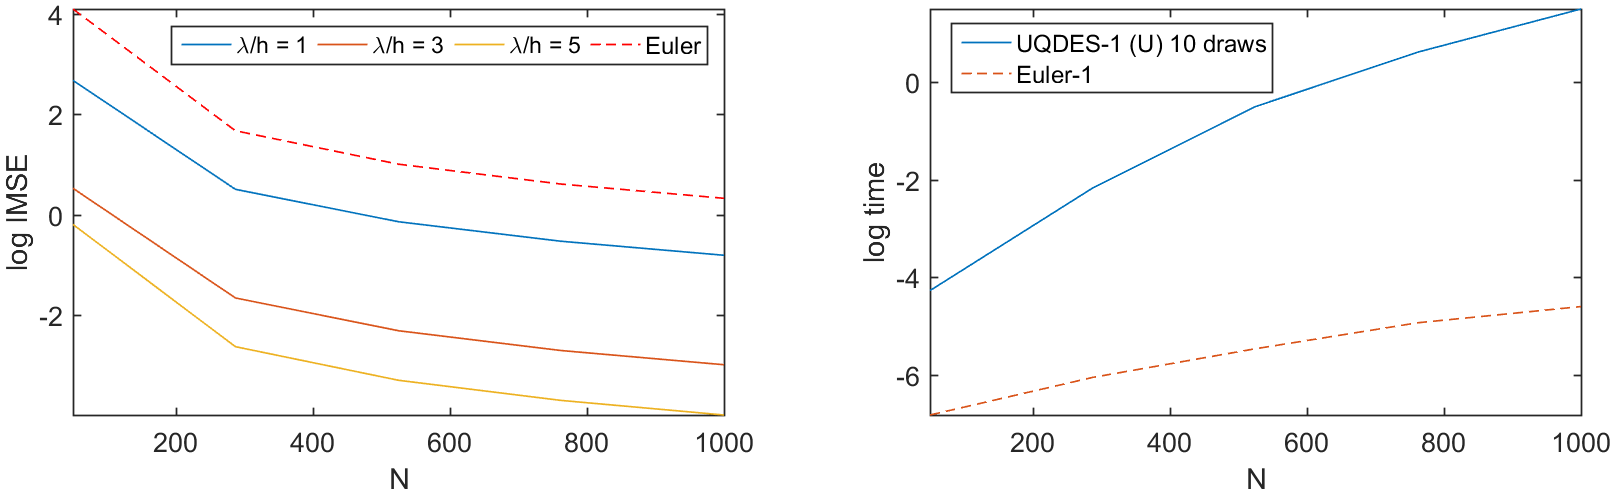 4
2
0
-2
log IMSE
λ/h = 1 λ/h = 3 λ/h = 5 Euler
200 400 600 800 1000
N
0
-2
-4
-6
log time
UQDES-1 (U) 10 draws
Euler-1
200 400 600 800 1000
N